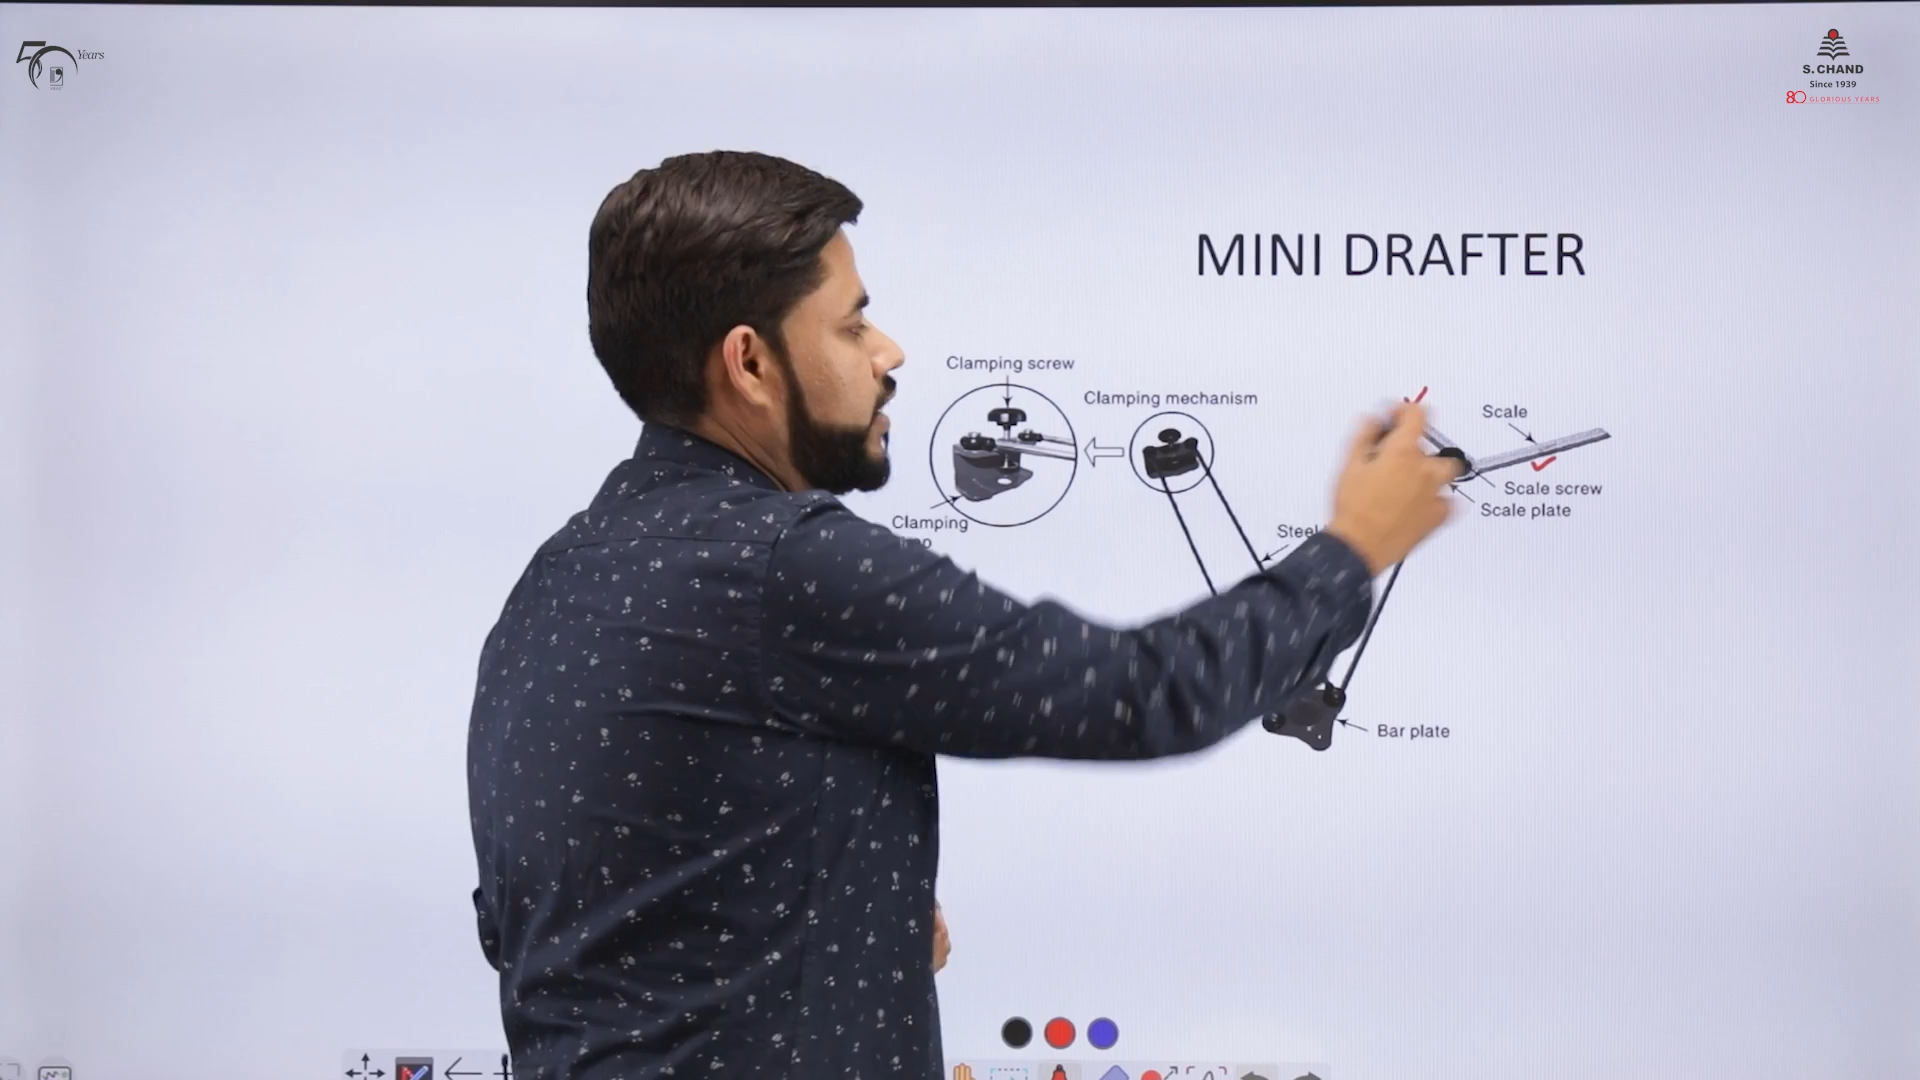 Years
S. CHAND
Since 1939
80 GLORIOUS YEARS
MINI DRAFTER
Clamping screw
Clamping mechanism
Scale
Scale screw
Scale plate
Clamping
Steel
Bar plate